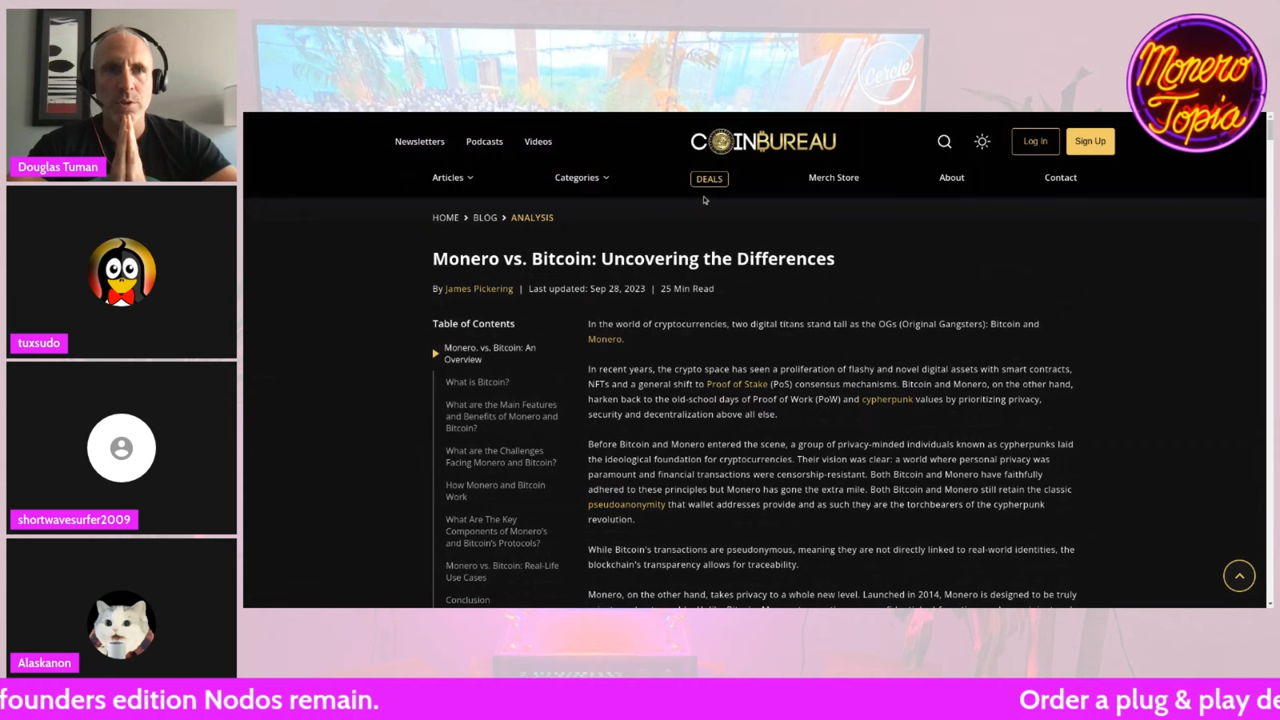 Douglas Tuman
tuxsudo
shortwavesurfer2009
Alaskanon
Cercle
Monero
Topia
Newsletters Podcasts Videos
COINBUREAU
Log In Sign Up
Articles Categories DEALS Merch Store About Contact
HOME > BLOG > ANALYSIS
Monero vs. Bitcoin: Uncovering the Differences
By James Pickering | Last updated: Sep 28, 2023 | 25 Min Read
Table of Contents
Monero. vs. Bitcoin: An
Overview
What is Bitcoin?
What are the Main Features
and Benefits of Monero and
Bitcoin?
What are the Challenges
Facing Monero and Bitcoin?
How Monero and Bitcoin
Work
What Are The Key
Components of Monero's
and Bitcoin's Protocols?
Monero vs. Bitcoin: Real-Life
Use Cases
Conclusion
In the world of cryptocurrencies, two digital titans stand tall as the OGs (Original Gangsters): Bitcoin and
Monero.
In recent years, the crypto space has seen a proliferation of flashy and novel digital assets with smart contracts,
NFTs and a general shift to Proof of Stake (PoS) consensus mechanisms. Bitcoin and Monero, on the other hand,
harken back to the old-school days of Proof of Work (PoW) and cypherpunk values by prioritizing privacy,
security and decentralization above all else.
Before Bitcoin and Monero entered the scene, a group of privacy-minded individuals known as cypherpunks laid
the ideological foundation for cryptocurrencies. Their vision was clear: a world where personal privacy was
paramount and financial transactions were censorship-resistant. Both Bitcoin and Monero have faithfully
adhered to these principles but Monero has gone the extra mile. Both Bitcoin and Monero still retain the classic
pseudoanonymity that wallet addresses provide and as such they are the torchbearers of the cypherpunk
revolution.
While Bitcoin's transactions are pseudonymous, meaning they are not directly linked to real-world identities, the
blockchain's transparency allows for traceability.
Monero, on the other hand, takes privacy to a whole new level. Launched in 2014, Monero is designed to be truly
founders edition Nodos remain. Order a plug & play de